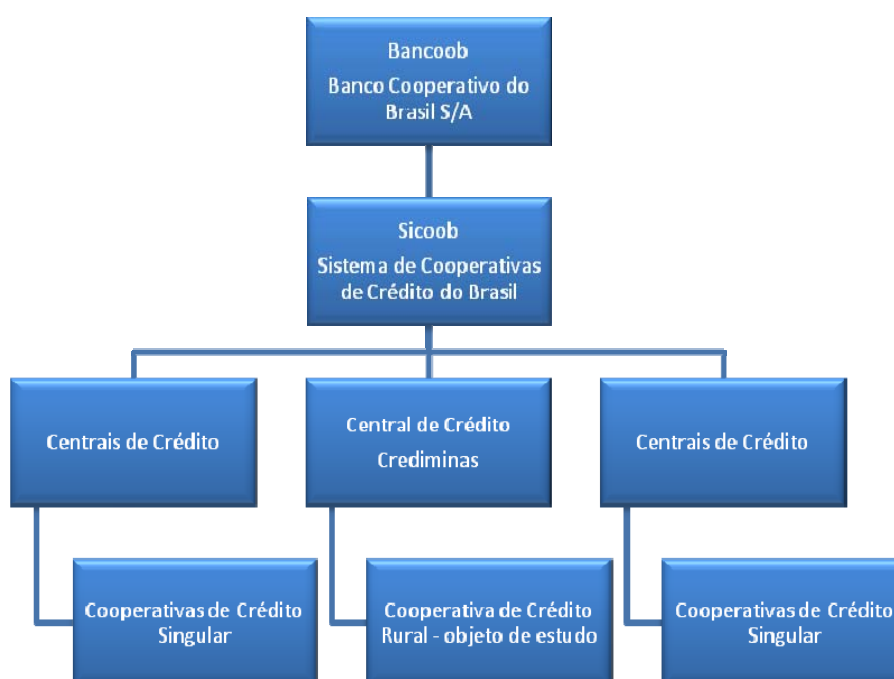 Bancoob
Banco Cooperativo do
Brasil S/A
Sicoob
Sistema de Cooperativas
de Crédito do Brasil
Centrais de Crédito
Central de Crédito
Crediminas
Centrais de Crédito
Cooperativas de Crédito
Singular
Cooperativa de Crédito
Rural - objeto de estudo
Cooperativas de Crédito
Singular